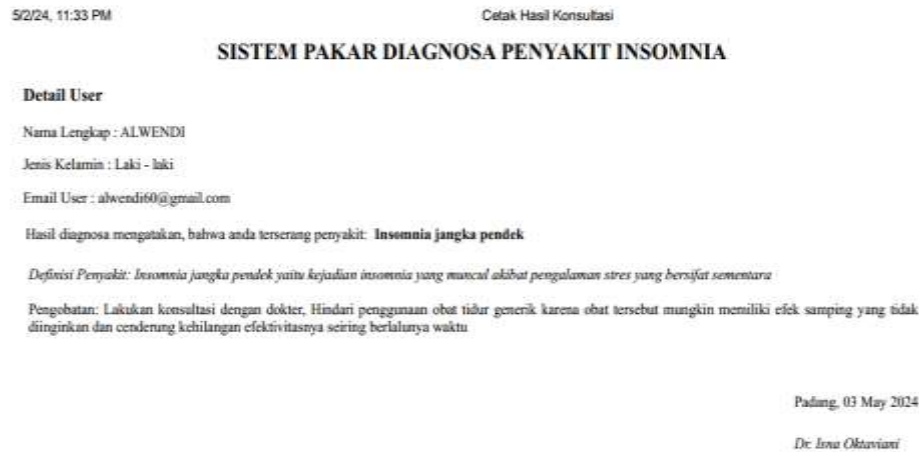 5/2/24, 11:33 PM Cetak Hasil Konsultasi
SISTEM PAKAR DIAGNOSA PENYAKIT INSOMNIA
Detail User
Nama Lengkap : ALWENDI
Jenis Kelamin : Laki - laki
Email User : alwendi60@gmail.com
Hasil diagnosa mengatakan, bahwa anda terserang penyakit: Insomnia jangka pendek
Definisi Penyakit: Insomnia jangka pendek yaitu kejadian insomnia yang muncul akibat pengalaman stres yang bersifat sementara
Pengobatan: Lakukan konsultasi dengan dokter, Hindari penggunaan obat tidur generik karena obat tersebut mungkin memiliki efek samping yang tidak
diinginkan dan cenderung kehilangan efektivitasnya seiring berlalunya waktu
Padang, 03 May 2024
Dr. Isna Oktaviani